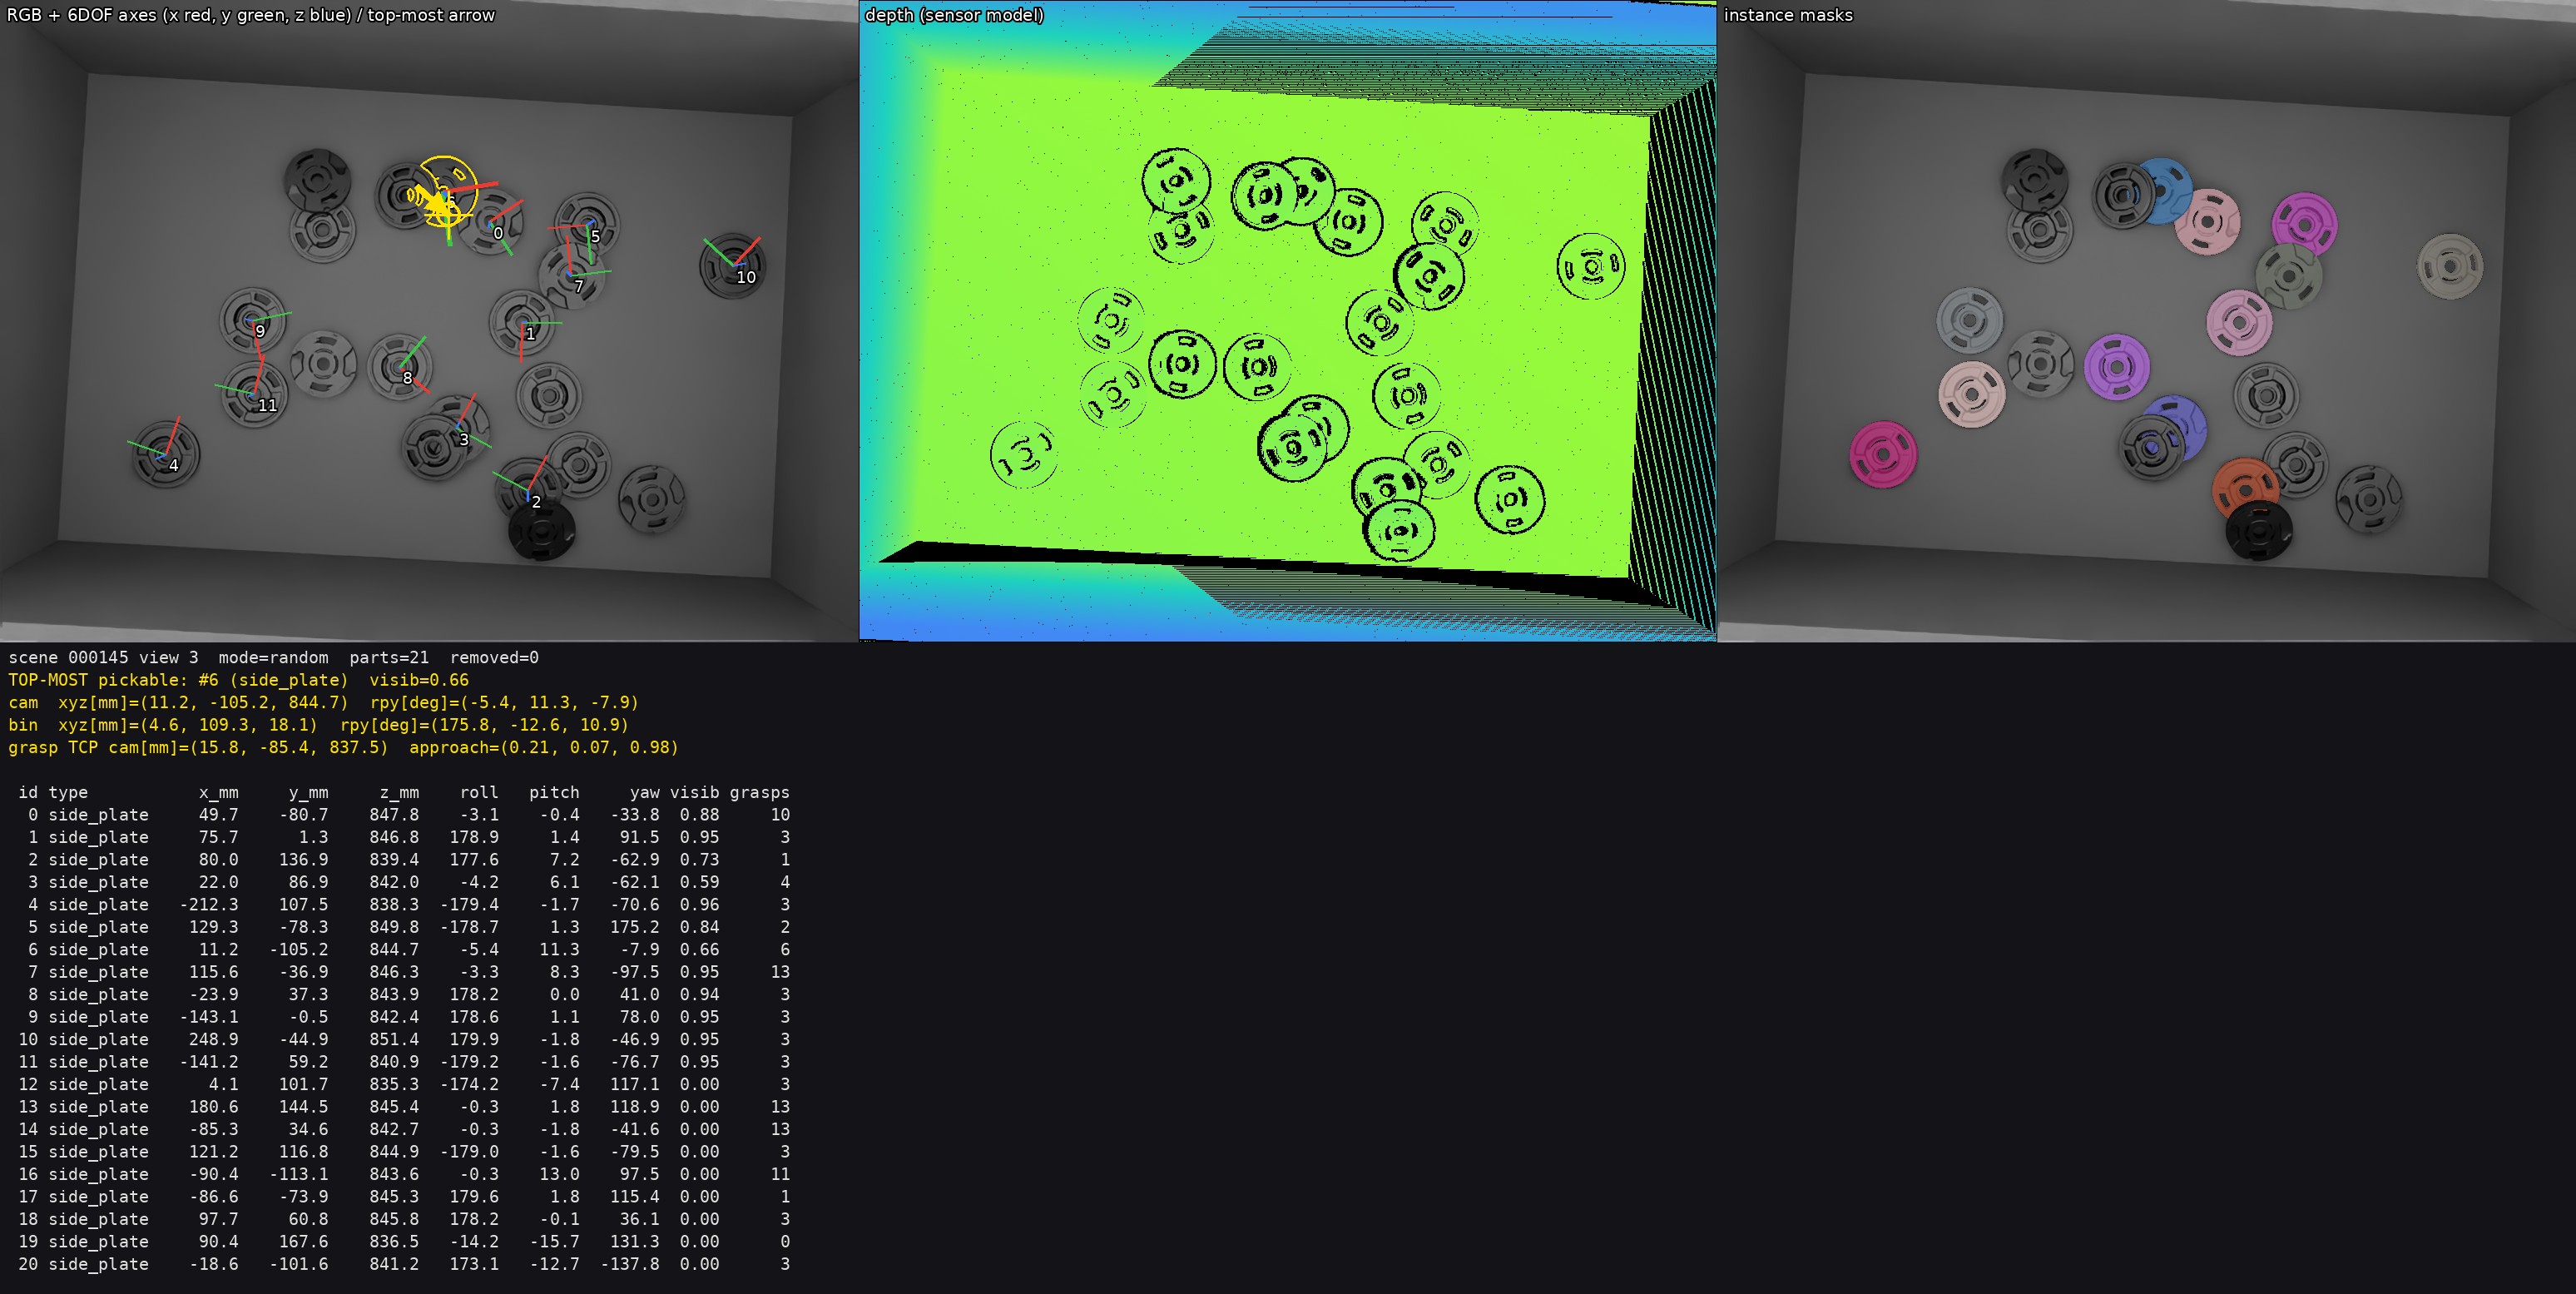 RGB + 6DOF axes (x red, y green, z blue) / top-most arrow
depth (sensor model)
instance masks
6
0
5
10
7
1
9
8
11
3
4
2
scene 000145 view 3 mode=random parts=21 removed=0
TOP-MOST pickable: #6 (side_plate) visib=0.66
cam xyz[mm]=(11.2, -105.2, 844.7) rpy[deg]=(-5.4, 11.3, -7.9)
bin xyz[mm]=(4.6, 109.3, 18.1) rpy[deg]=(175.8, -12.6, 10.9)
grasp TCP cam[mm]=(15.8, -85.4, 837.5) approach=(0.21, 0.07, 0.98)
id type x_mm y_mm z_mm roll pitch yaw visib grasps
0 side_plate 49.7 -80.7 847.8 -3.1 -0.4 -33.8 0.88 10
1 side_plate 75.7 1.3 846.8 178.9 1.4 91.5 0.95 3
2 side_plate 80.0 136.9 839.4 177.6 7.2 -62.9 0.73 1
3 side_plate 22.0 86.9 842.0 -4.2 6.1 -62.1 0.59 4
4 side_plate -212.3 107.5 838.3 -179.4 -1.7 -70.6 0.96 3
5 side_plate 129.3 -78.3 849.8 -178.7 1.3 175.2 0.84 2
6 side_plate 11.2 -105.2 844.7 -5.4 11.3 -7.9 0.66 6
7 side_plate 115.6 -36.9 846.3 -3.3 8.3 -97.5 0.95 13
8 side_plate -23.9 37.3 843.9 178.2 0.0 41.0 0.94 3
9 side_plate -143.1 -0.5 842.4 178.6 1.1 78.0 0.95 3
10 side_plate 248.9 -44.9 851.4 179.9 -1.8 -46.9 0.95 3
11 side_plate -141.2 59.2 840.9 -179.2 -1.6 -76.7 0.95 3
12 side_plate 4.1 101.7 835.3 -174.2 -7.4 117.1 0.00 3
13 side_plate 180.6 144.5 845.4 -0.3 1.8 118.9 0.00 13
14 side_plate -85.3 34.6 842.7 -0.3 -1.8 -41.6 0.00 13
15 side_plate 121.2 116.8 844.9 -179.0 -1.6 -79.5 0.00 3
16 side_plate -90.4 -113.1 843.6 -0.3 13.0 97.5 0.00 11
17 side_plate -86.6 -73.9 845.3 179.6 1.8 115.4 0.00 1
18 side_plate 97.7 60.8 845.8 178.2 -0.1 36.1 0.00 3
19 side_plate 90.4 167.6 836.5 -14.2 -15.7 131.3 0.00 0
20 side_plate -18.6 -101.6 841.2 173.1 -12.7 -137.8 0.00 3